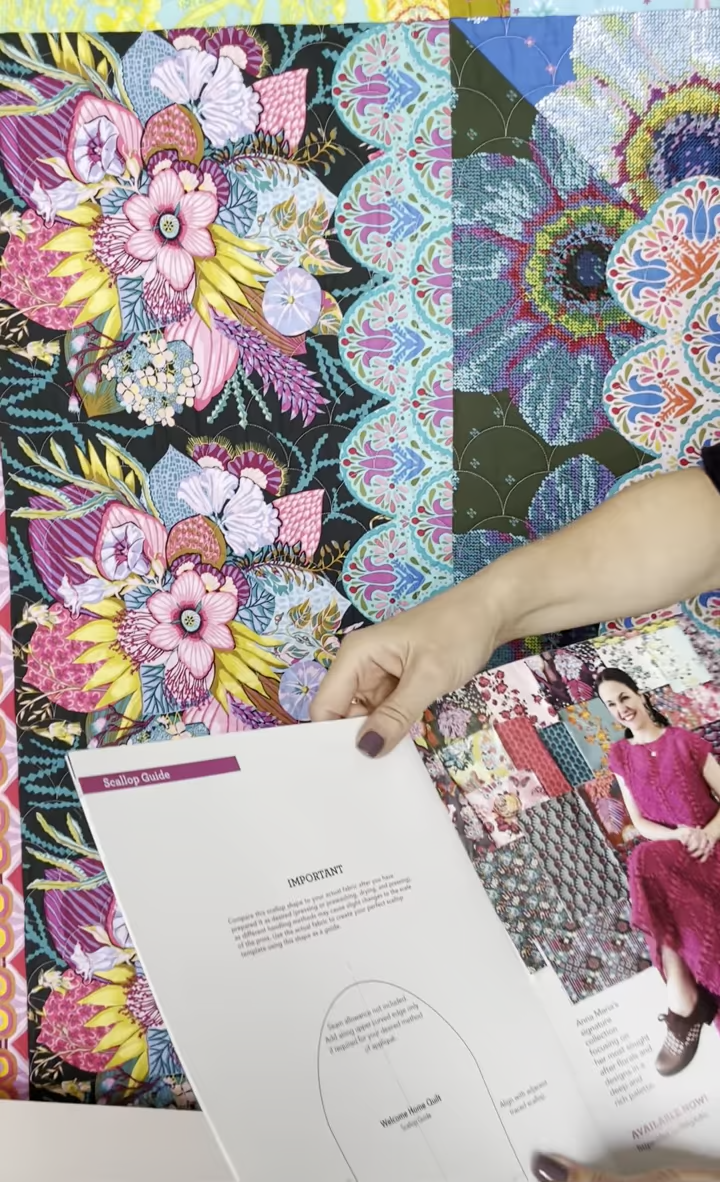 Scallop Guide
IMPORTANT
Compare this scallop shape to your actual fabric after you have
prepared it as desired (pressing or prewashing, drying, and pressing)
as different handling methods may cause slight changes to the scale
of the print. Use the actual fabric to create your perfect scallop
template using this shape as a guide.
Seam allowance not included
Add along upper curved edge only
if required for your desired method
of appliqué.
Welcome Home Quilt
Scallop Guide
Align with adjacent
traced scallop.
Anna Maria's
signature
collection
focusing on
her most sought
after florals and
designs in a
deep and
rich palette.
AVAILABLE NOW!